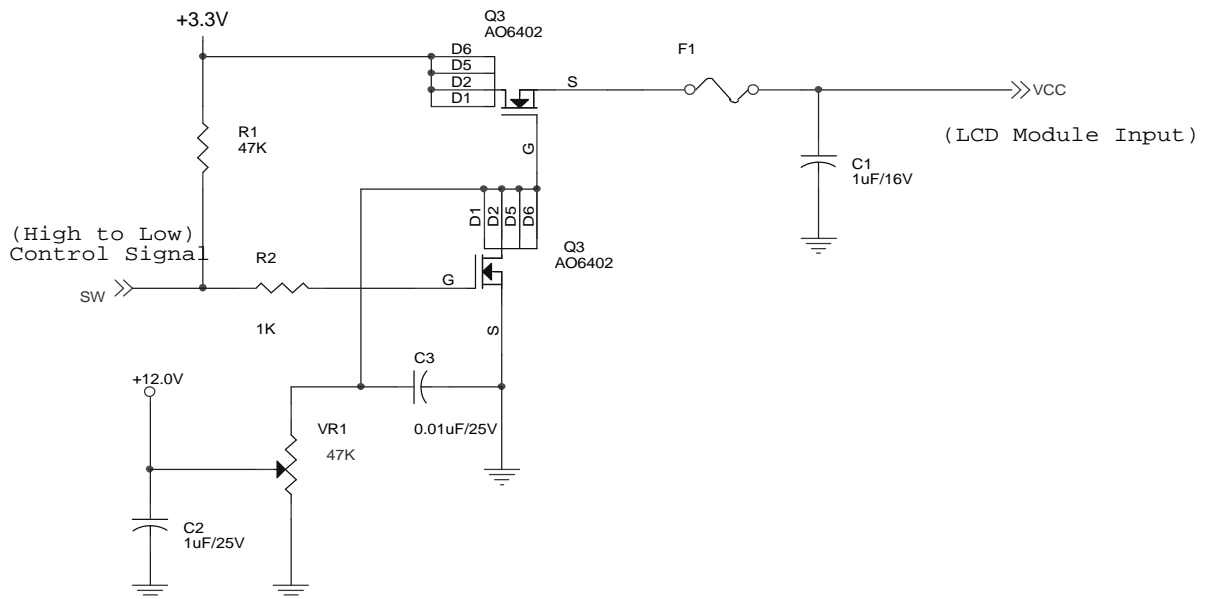 Q3
AO6402
+3.3V
F1
D6
D5
D2
D1
S
VCC
R1
47K
(LCD Module Input)
G
C1
1uF/16V
D1
D2
D5
D6
(High to Low)
Control Signal
Q3
AO6402
R2
G
SW
1K
S
C3
+12.0V
VR1
47K
0.01uF/25V
C2
1uF/25V